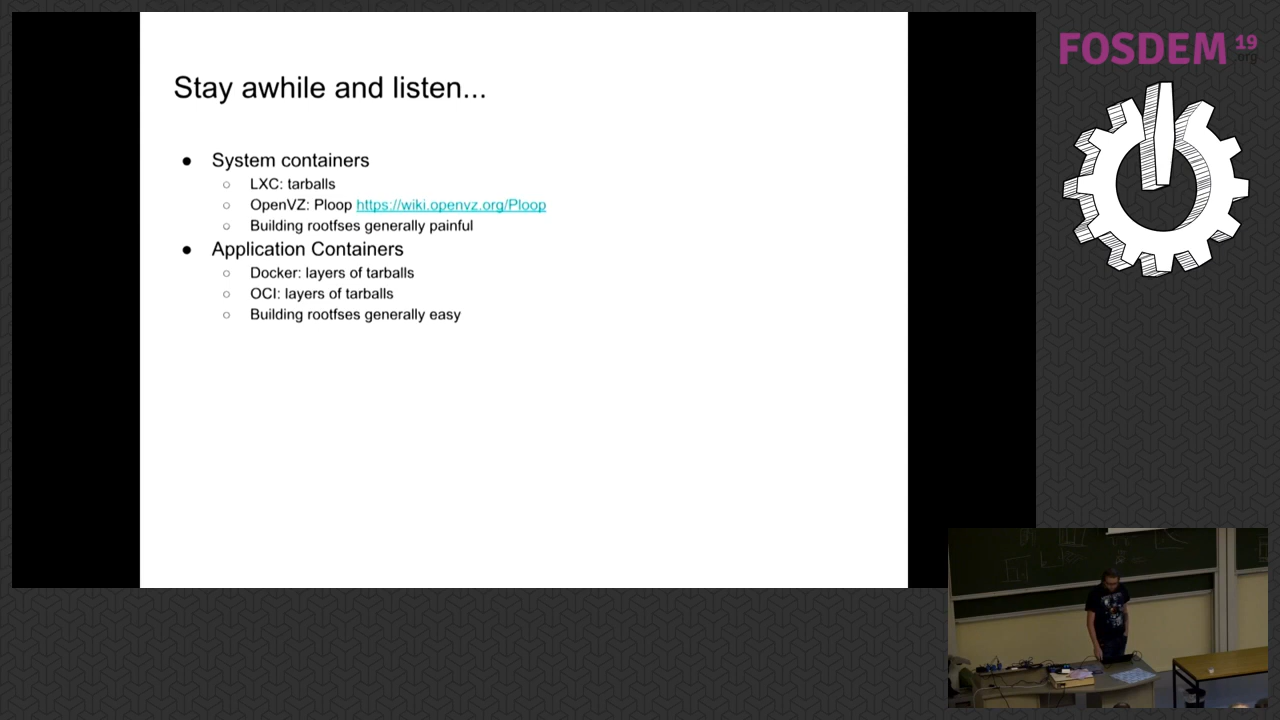 Stay awhile and listen...
● System containers
○ LXC: tarballs
○ OpenVZ: Ploop https://wiki.openvz.org/Ploop
○ Building rootfses generally painful
● Application Containers
○ Docker: layers of tarballs
○ OCI: layers of tarballs
○ Building rootfses generally easy
FOSDEM 19
.org